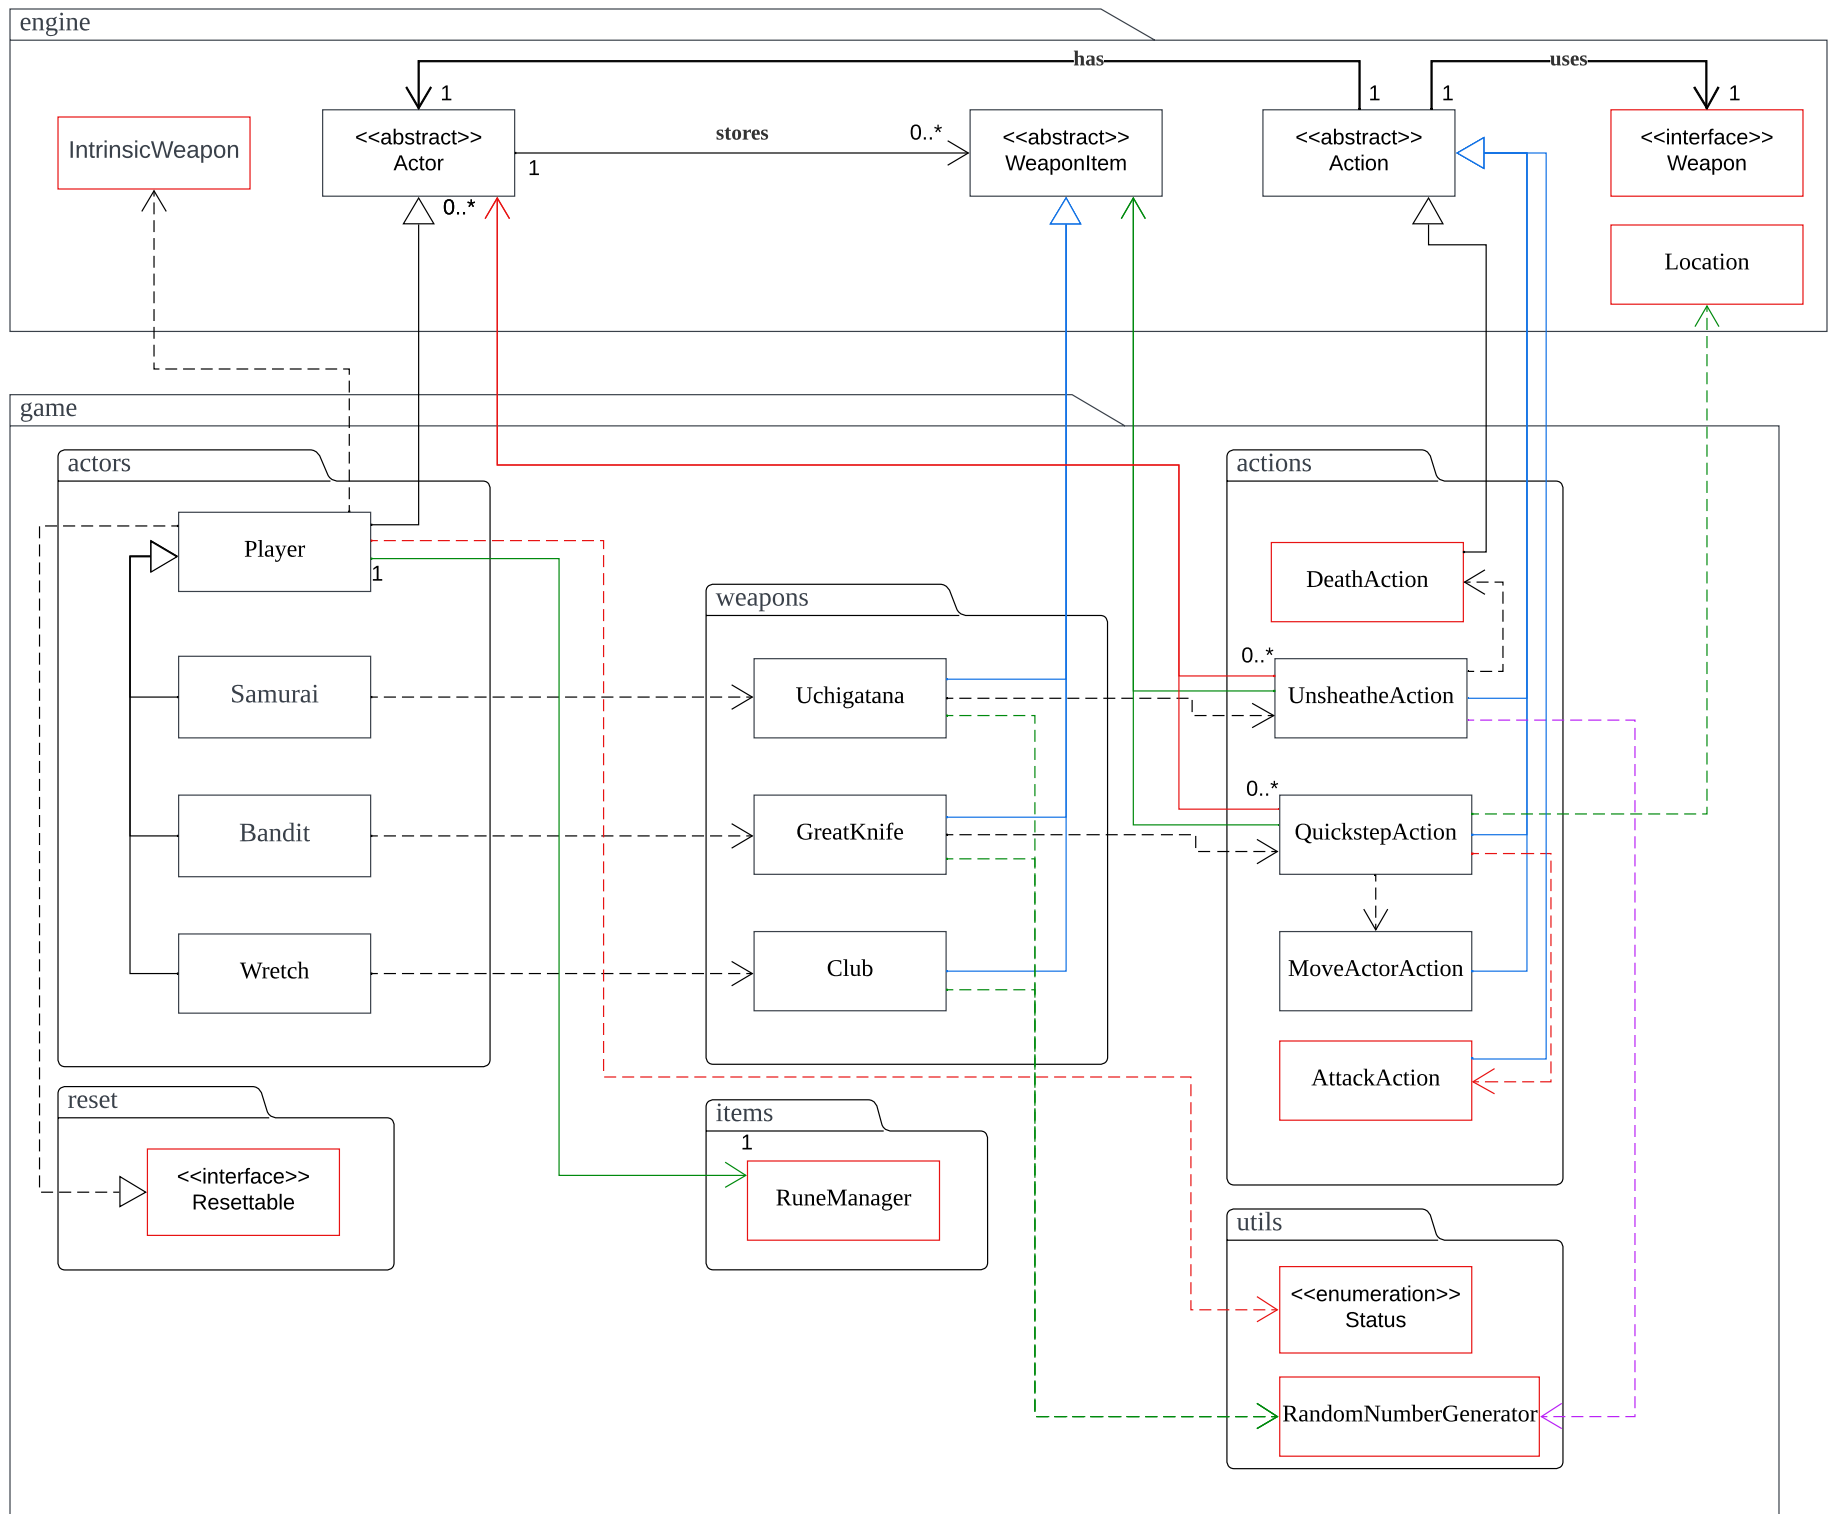 engine
has
uses
1
1
1
1
IntrinsicWeapon
<<abstract>>
Actor
stores
0..*
1
<<abstract>>
WeaponItem
<<abstract>>
Action
<<interface>>
Weapon
0..*
Location
game
actors
actions
Player
1
DeathAction
weapons
0..*
Samurai
Uchigatana
UnsheatheAction
0..*
Bandit
GreatKnife
QuickstepAction
Wretch
Club
MoveActorAction
AttackAction
reset
items
1
<<interface>>
Resettable
RuneManager
utils
<<enumeration>>
Status
RandomNumberGenerator